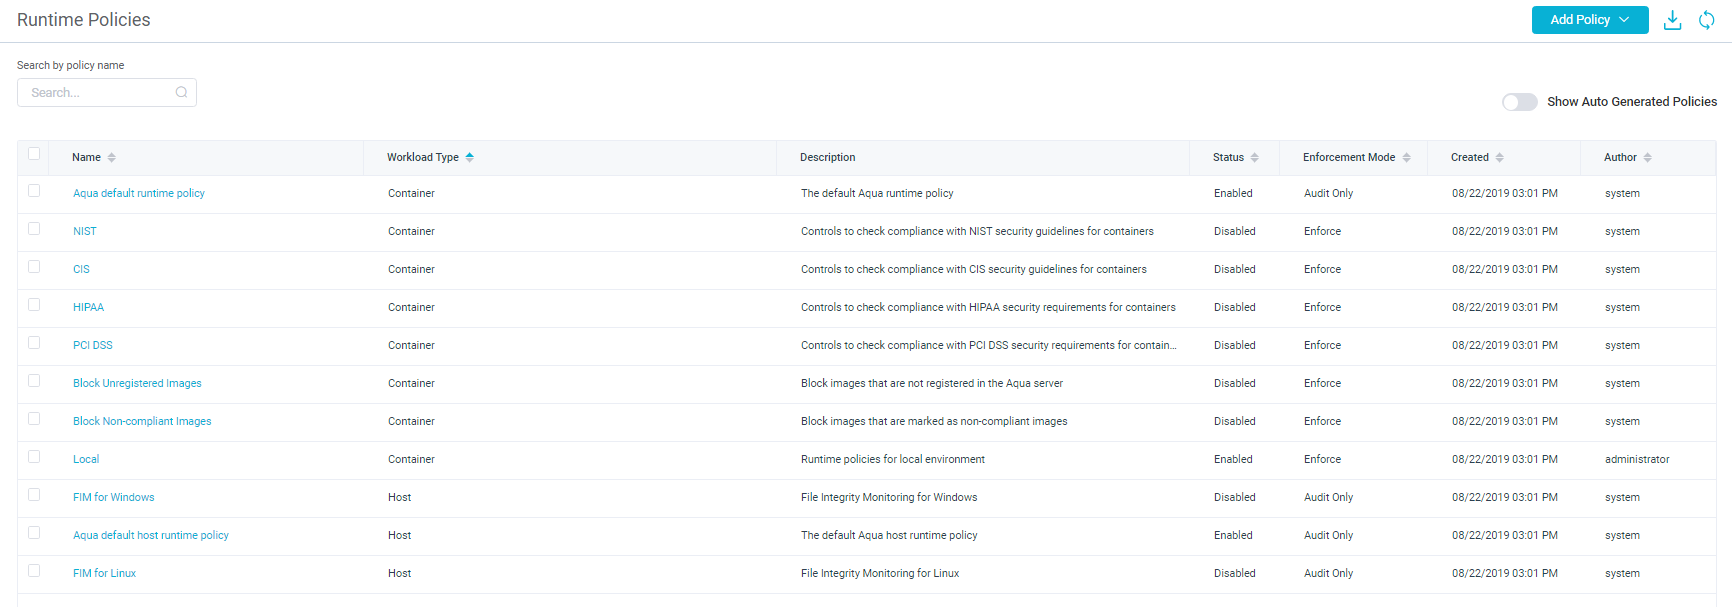 Runtime Policies
Add Policy
Search by policy name
Search...
Show Auto Generated Policies
Name Workload Type Description Status Enforcement Mode Created Author
Aqua default runtime policy Container The default Aqua runtime policy Enabled Audit Only 08/22/2019 03:01 PM system
NIST Container Controls to check compliance with NIST security guidelines for containers Disabled Enforce 08/22/2019 03:01 PM system
CIS Container Controls to check compliance with CIS security guidelines for containers Disabled Enforce 08/22/2019 03:01 PM system
HIPAA Container Controls to check compliance with HIPAA security requirements for containers Disabled Enforce 08/22/2019 03:01 PM system
PCI DSS Container Controls to check compliance with PCI DSS security requirements for contain... Disabled Enforce 08/22/2019 03:01 PM system
Block Unregistered Images Container Block images that are not registered in the Aqua server Disabled Enforce 08/22/2019 03:01 PM system
Block Non-compliant Images Container Block images that are marked as non-compliant images Disabled Enforce 08/22/2019 03:01 PM system
Local Container Runtime policies for local environment Enabled Enforce 08/22/2019 03:01 PM administrator
FIM for Windows Host File Integrity Monitoring for Windows Disabled Audit Only 08/22/2019 03:01 PM system
Aqua default host runtime policy Host The default Aqua host runtime policy Enabled Audit Only 08/22/2019 03:01 PM system
FIM for Linux Host File Integrity Monitoring for Linux Disabled Audit Only 08/22/2019 03:01 PM system